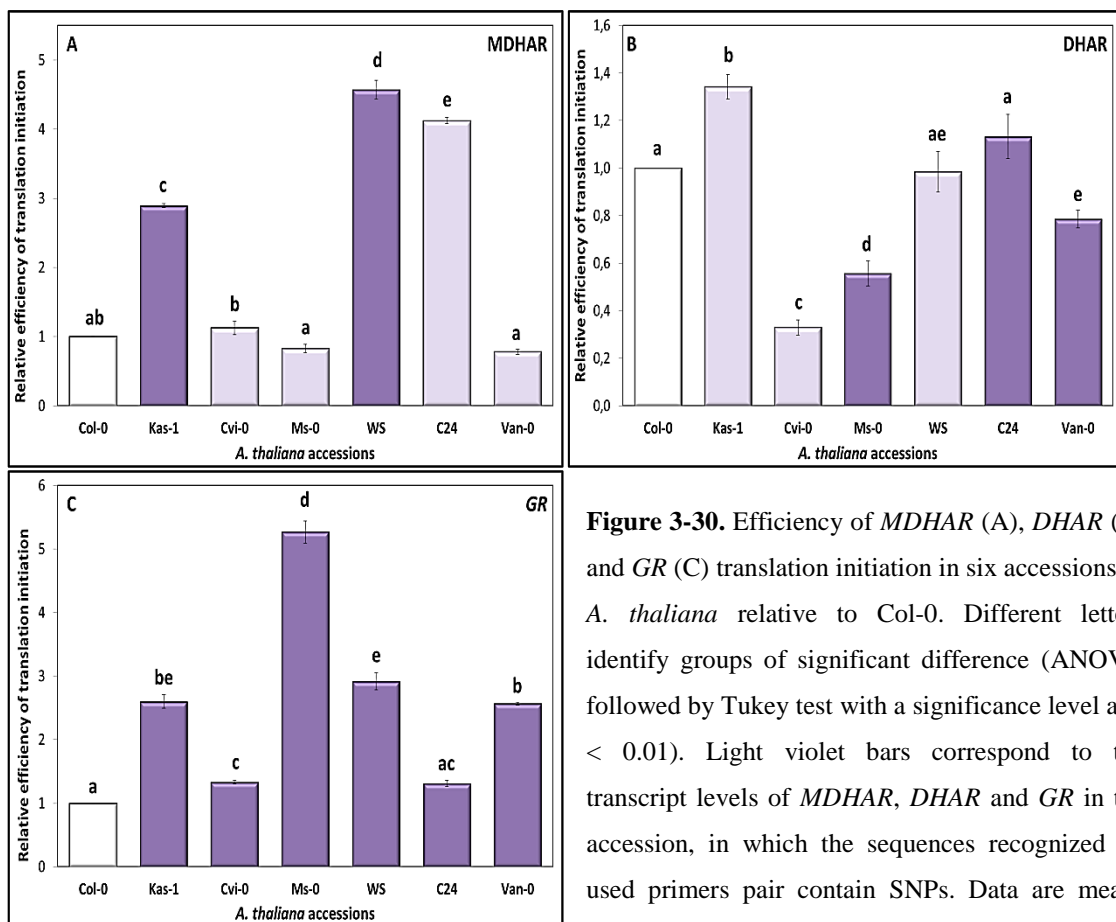 A
MDHAR
Relative efficiency of translation initiation
5
4
3
2
1
0
ab
c
b
a
d
e
a
Col-0 Kas-1 Cvi-0 Ms-0 WS C24 Van-0
A. thaliana accessions
B
DHAR
Relative efficiency of translation initiation
1,6
1,4
1,2
1,0
0,8
0,6
0,4
0,2
0,0
a
b
c
d
ae
a
e
Col-0 Kas-1 Cvi-0 Ms-0 WS C24 Van-0
A. thaliana accessions
C
GR
Relative efficiency of translation initiation
6
5
4
3
2
1
0
a
be
c
d
e
ac
b
Col-0 Kas-1 Cvi-0 Ms-0 WS C24 Van-0
A. thaliana accessions
Figure 3-30. Efficiency of MDHAR (A), DHAR (
and GR (C) translation initiation in six accessions
A. thaliana relative to Col-0. Different lette
identify groups of significant difference (ANOV
followed by Tukey test with a significance level a
< 0.01). Light violet bars correspond to t
transcript levels of MDHAR, DHAR and GR in t
accession, in which the sequences recognized
used primers pair contain SNPs. Data are mea